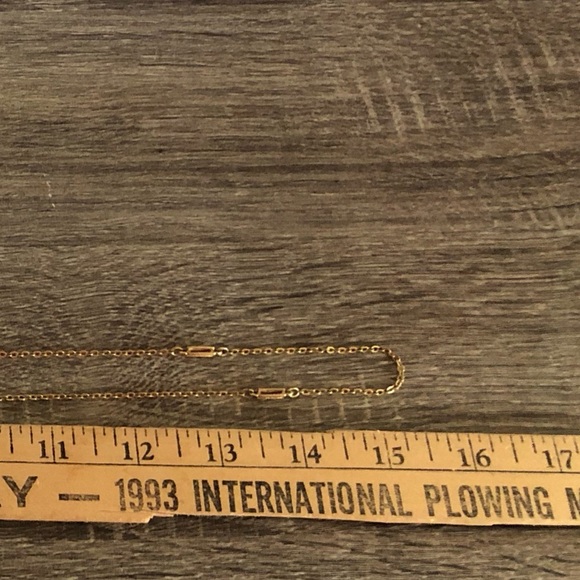 11 12 13 14 15 16 17
Y — 1993 INTERNATIONAL PLOWING M